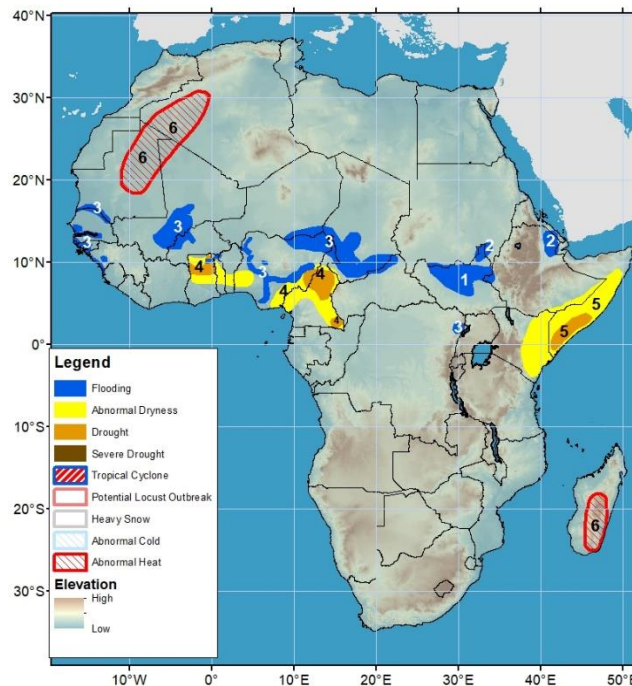 40°N
30°N
20°N
10°N
0°
10°S
20°S
30°S
6
6
3
3
3
3
3
3
2
2
1
4
4
4
4
5
5
6
Legend
Flooding
Abnormal Dryness
Drought
Severe Drought
Tropical Cyclone
Potential Locust Outbreak
Heavy Snow
Abnormal Cold
Abnormal Heat
Elevation
High
Low
10°W
0°
10°E
20°E
30°E
40°E
50°E